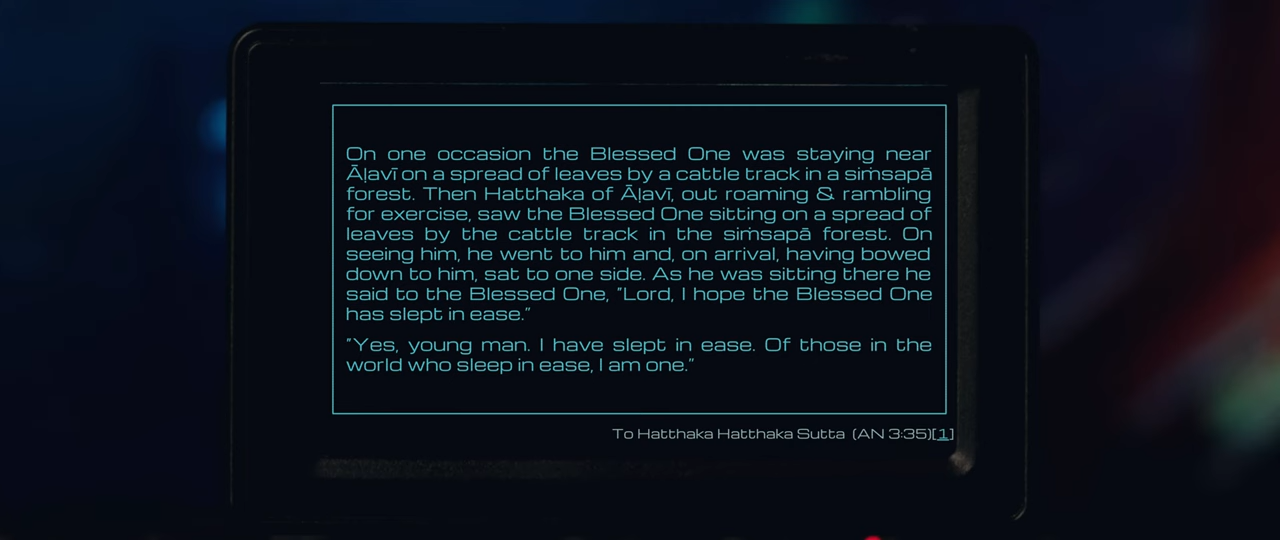 On one occasion the Blessed One was staying near
Āḷavī on a spread of leaves by a cattle track in a siṁsapā
forest. Then Hatthaka of Āḷavī, out roaming & rambling
for exercise, saw the Blessed One sitting on a spread of
leaves by the cattle track in the siṁsapā forest. On
seeing him, he went to him and, on arrival, having bowed
down to him, sat to one side. As he was sitting there he
said to the Blessed One, "Lord, I hope the Blessed One
has slept in ease."
"Yes, young man. I have slept in ease. Of those in the
world who sleep in ease, I am one."
To Hatthaka Hatthaka Sutta (AN 3:35)[1]